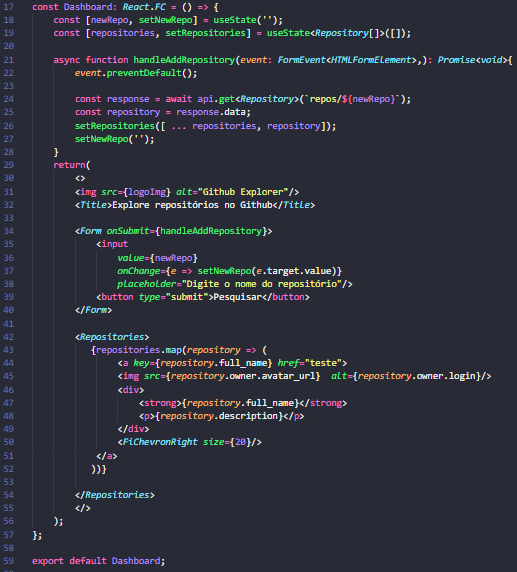 17 const Dashboard: React.FC = () => {
18 const [newRepo, setNewRepo] = useState('');
19 const [repositories, setRepositories] = useState<Repository[]>([]);
20
21 async function handleAddRepository(event: FormEvent<HTMLFormElement>,): Promise<void>{
22 event.preventDefault();
23
24 const response = await api.get<Repository>(`repos/${newRepo}`);
25 const repository = response.data;
26 setRepositories([ ... repositories, repository]);
27 setNewRepo('');
28 }
29 return(
30 <>
31 <img src={logoImg} alt="Github Explorer"/>
32 <Title>Explore repositórios no Github</Title>
33
34 <Form onSubmit={handleAddRepository}>
35 <input
36 value={newRepo}
37 onChange={e => setNewRepo(e.target.value)}
38 placeholder="Digite o nome do repositório"/>
39 <button type="submit">Pesquisar</button>
40 </Form>
41
42 <Repositories>
43 {repositories.map(repository => (
44 <a key={repository.full_name} href="teste">
45 <img src={repository.owner.avatar_url} alt={repository.owner.login}/>
46 <div>
47 <strong>{repository.full_name}</strong>
48 <p>{repository.description}</p>
49 </div>
50 <FiChevronRight size={20}/>
51 </a>
52 ))}
53
54 </Repositories>
55 </>
56 );
57 };
58
59 export default Dashboard;